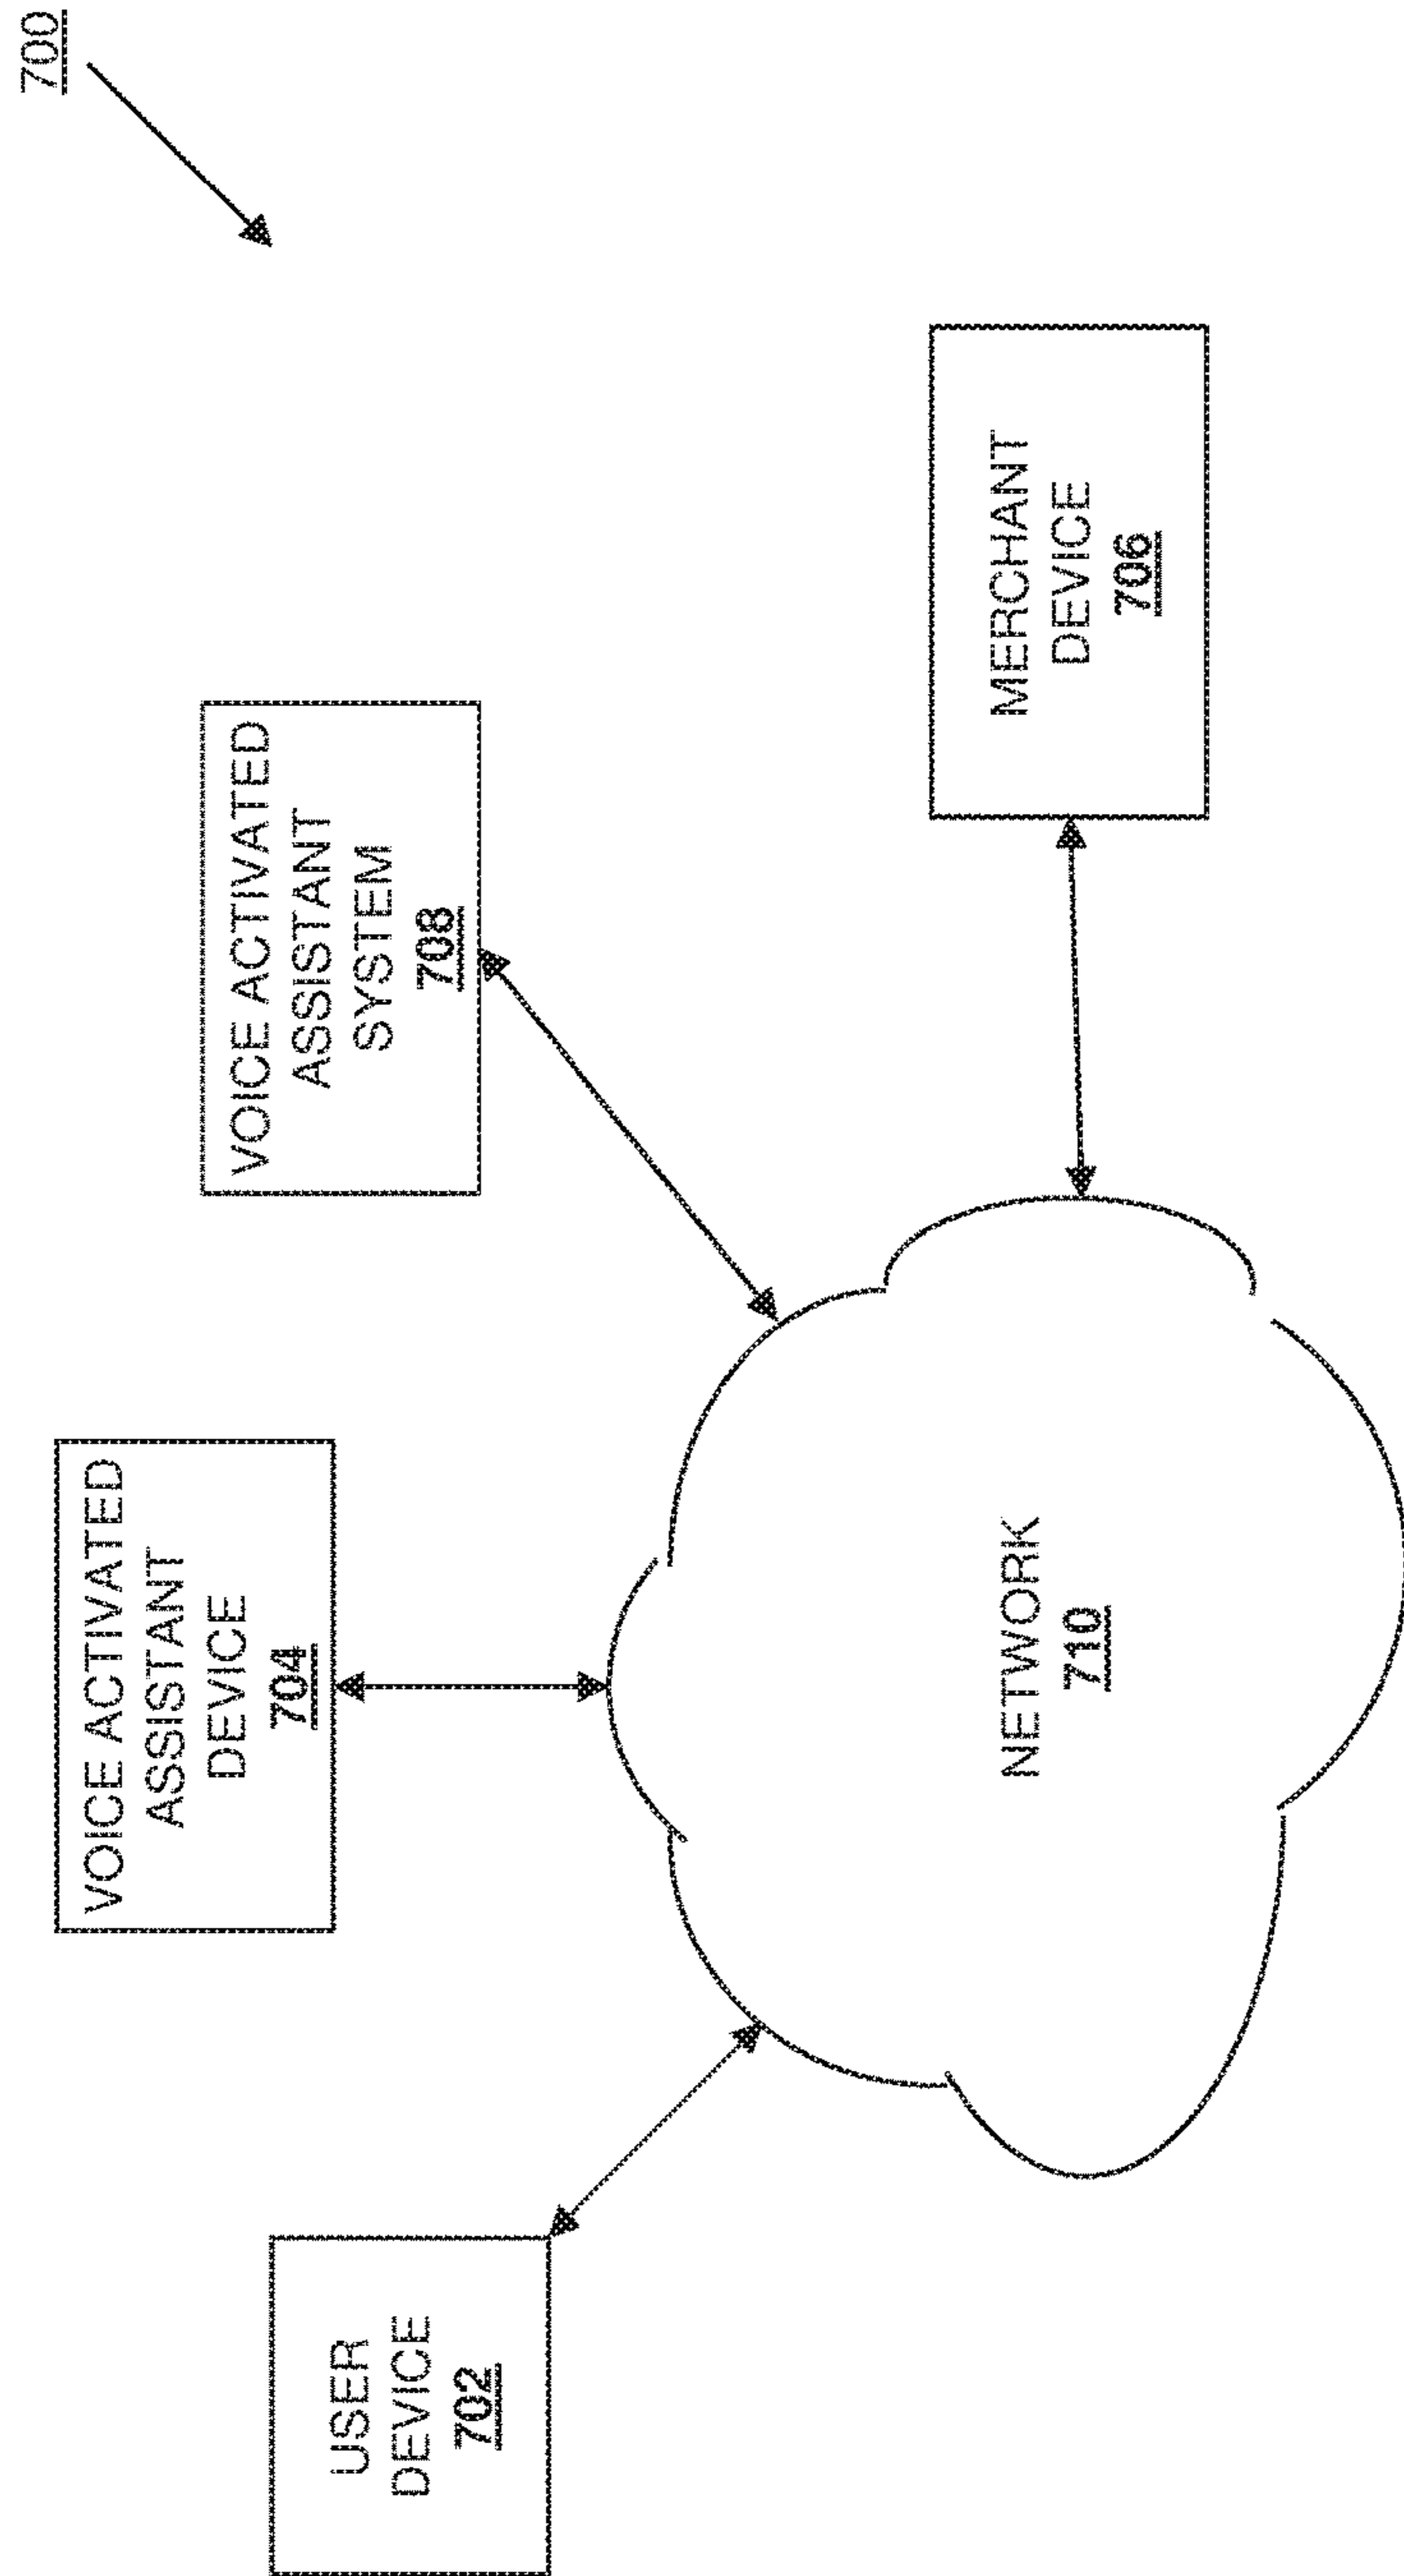 700
VOICE ACTIVATED
ASSISTANT
DEVICE
704
VOICE ACTIVATED
ASSISTANT
SYSTEM
708
USER
DEVICE
702
MERCHANT
DEVICE
706
NETWORK
710